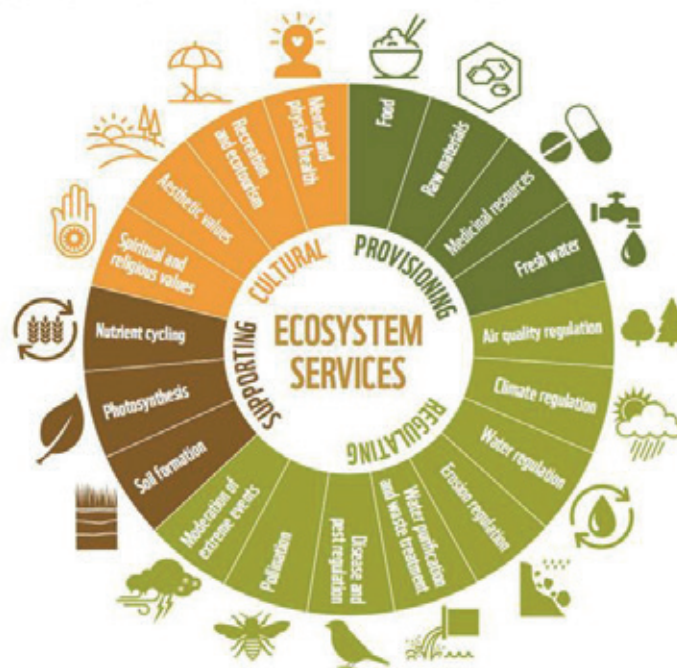 ECOSYSTEM
SERVICES
PROVISIONING
Food
Raw materials
Medicinal resources
Fresh water
REGULATING
Air quality regulation
Climate regulation
Water regulation
Erosion regulation
Water purification
and waste treatment
Disease and
pest regulation
Pollination
Moderation of
extreme events
SUPPORTING
Soil formation
Photosynthesis
Nutrient cycling
CULTURAL
Spiritual and
religious values
Aesthetic values
Recreation
and ecotourism
Mental and
physical health